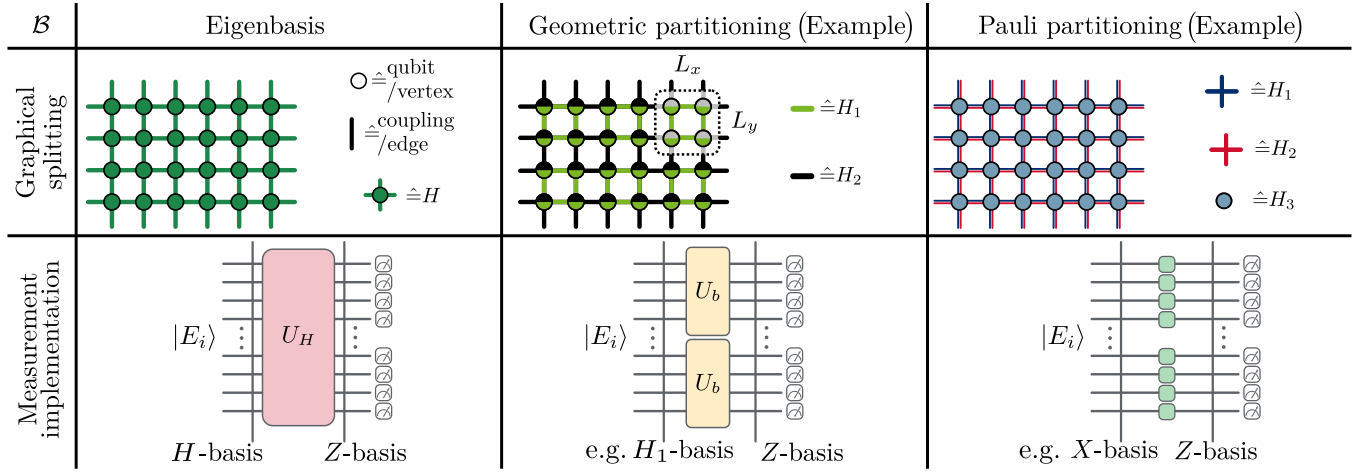 𝓑 Eigenbasis Geometric partitioning (Example) Pauli partitioning (Example)
Graphical
splitting
≙ qubit
/vertex
≙ coupling
/edge
≙H
L_x
L_y
≙H_1
≙H_2
≙H_1
≙H_2
≙H_3
Measurement
implementation
|E_i⟩
U_H
H-basis Z-basis
|E_i⟩
U_b
U_b
e.g. H_1-basis Z-basis
|E_i⟩
e.g. X-basis Z-basis